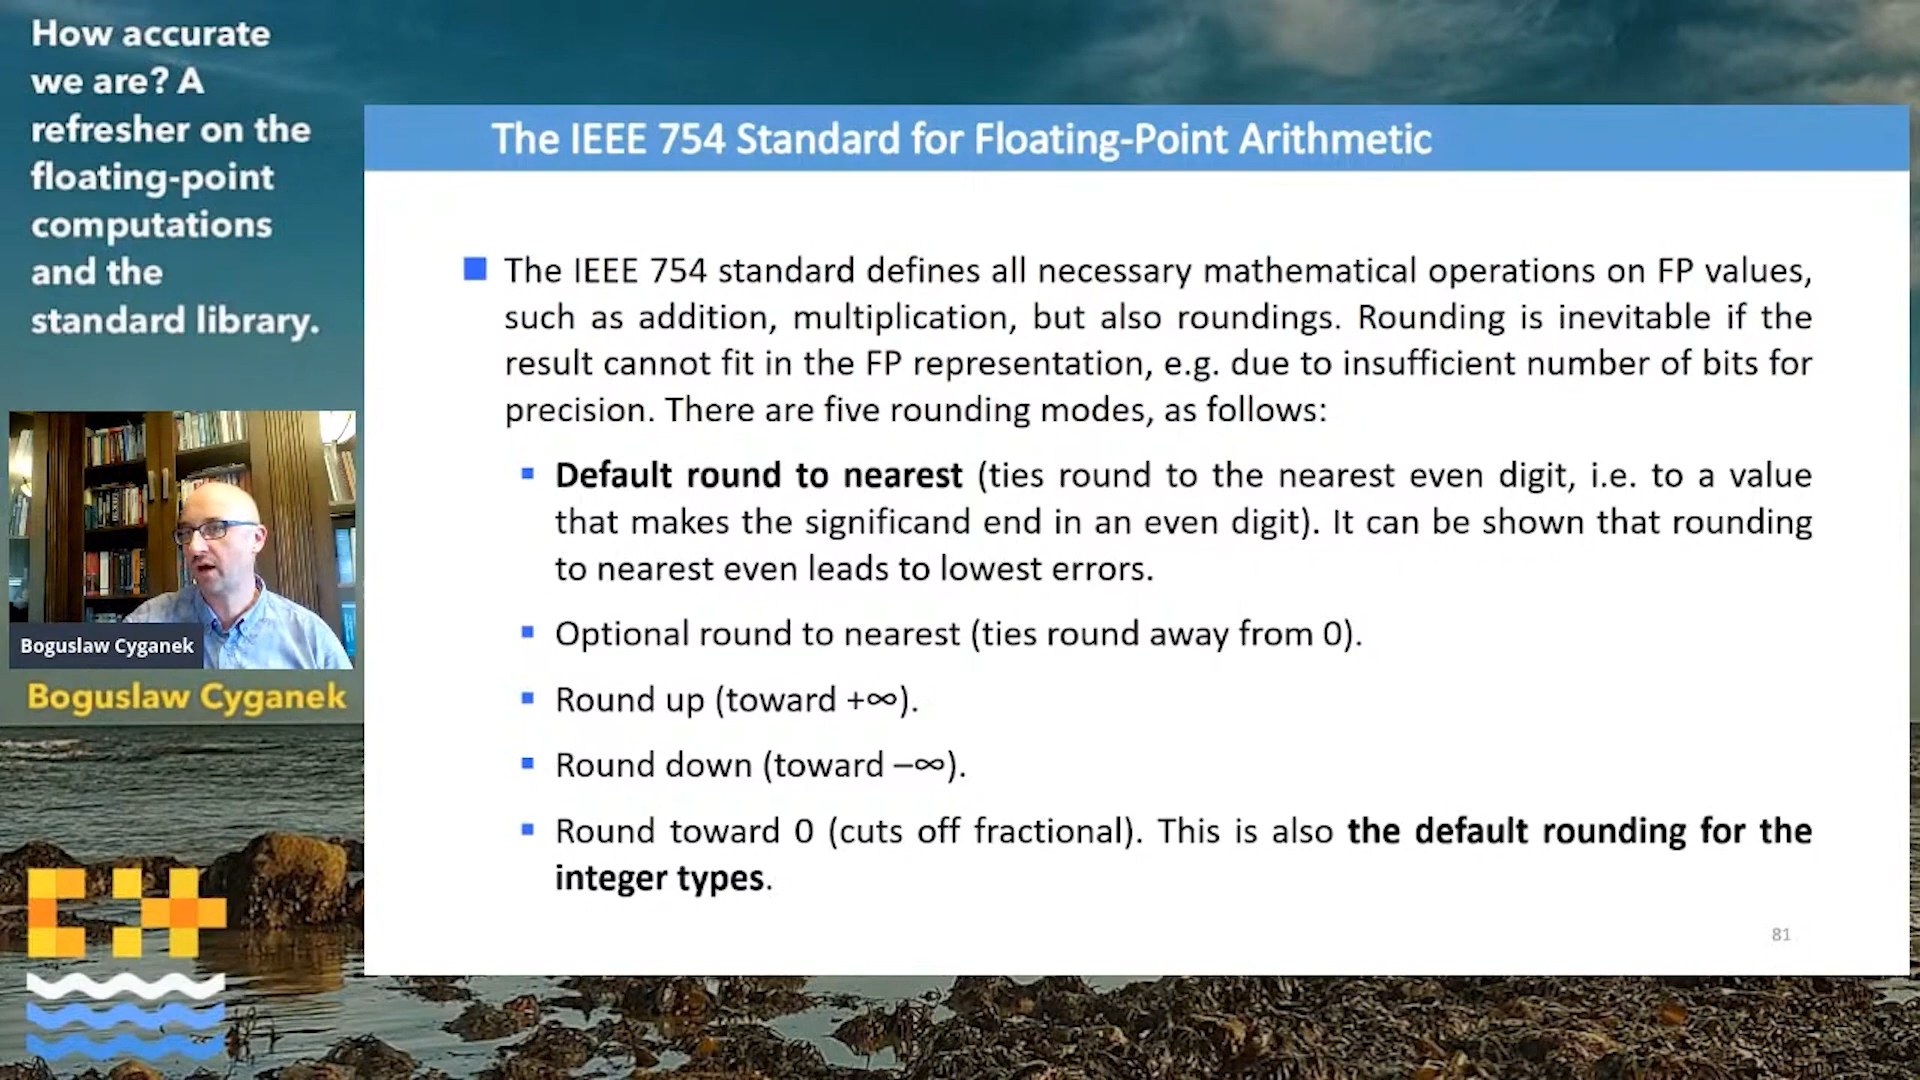 How accurate
we are? A
refresher on the
floating-point
computations
and the
standard library.
Boguslaw Cyganek
Boguslaw Cyganek
The IEEE 754 Standard for Floating-Point Arithmetic
The IEEE 754 standard defines all necessary mathematical operations on FP values,
such as addition, multiplication, but also roundings. Rounding is inevitable if the
result cannot fit in the FP representation, e.g. due to insufficient number of bits for
precision. There are five rounding modes, as follows:
Default round to nearest (ties round to the nearest even digit, i.e. to a value
that makes the significand end in an even digit). It can be shown that rounding
to nearest even leads to lowest errors.
Optional round to nearest (ties round away from 0).
Round up (toward +∞).
Round down (toward –∞).
Round toward 0 (cuts off fractional). This is also the default rounding for the
integer types.
81